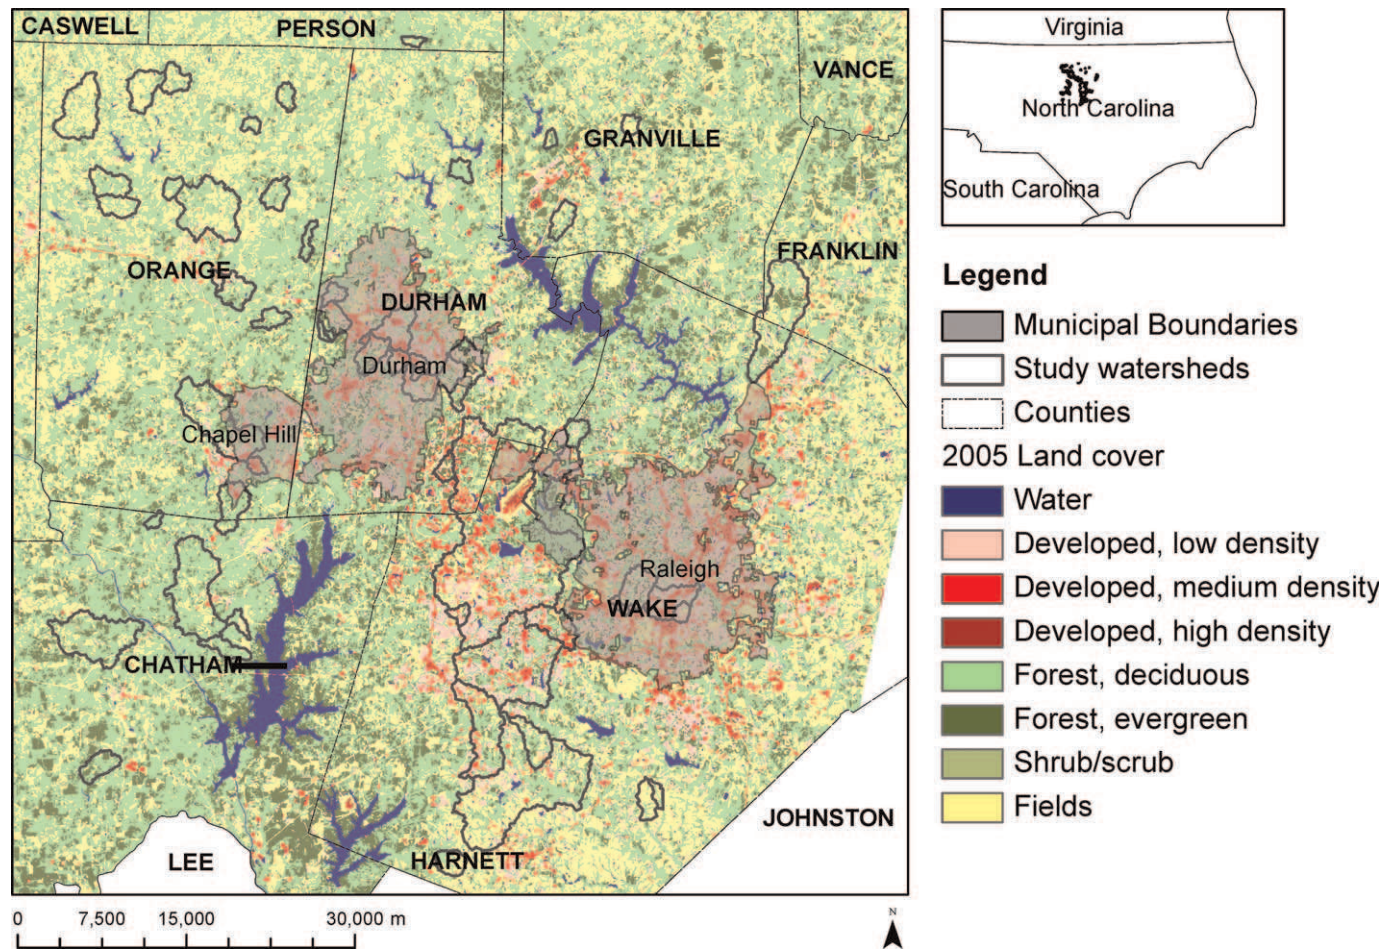 CASWELL
PERSON
VANCE
GRANVILLE
ORANGE
FRANKLIN
DURHAM
Durham
Chapel Hill
Raleigh
WAKE
CHATHAM
JOHNSTON
LEE
HARNETT
0 7,500 15,000 30,000 m
N
Virginia
North Carolina
South Carolina
Legend
Municipal Boundaries
Study watersheds
Counties
2005 Land cover
Water
Developed, low density
Developed, medium density
Developed, high density
Forest, deciduous
Forest, evergreen
Shrub/scrub
Fields